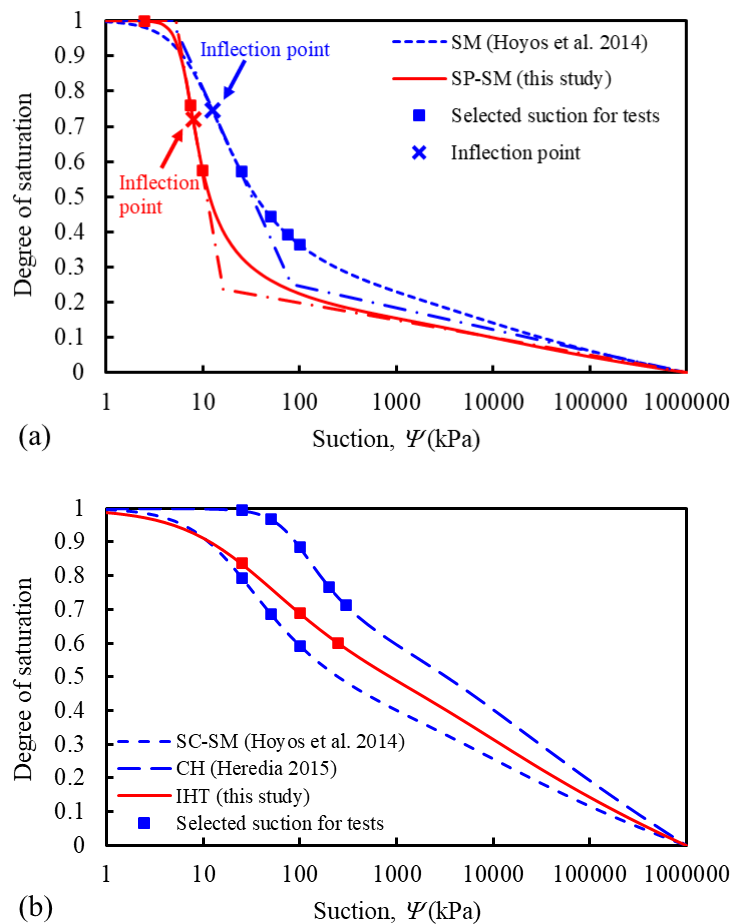 1
0.9
0.8
0.7
0.6
0.5
0.4
0.3
0.2
0.1
0
Degree of saturation
Inflection point
Inflection
point
SM (Hoyos et al. 2014)
SP-SM (this study)
Selected suction for tests
Inflection point
1 10 100 1000 10000 100000 1000000
(a)
Suction, Ψ(kPa)
1
0.9
0.8
0.7
0.6
0.5
0.4
0.3
0.2
0.1
0
Degree of saturation
SC-SM (Hoyos et al. 2014)
CH (Heredia 2015)
IHT (this study)
Selected suction for tests
1 10 100 1000 10000 100000 1000000
(b)
Suction, Ψ(kPa)